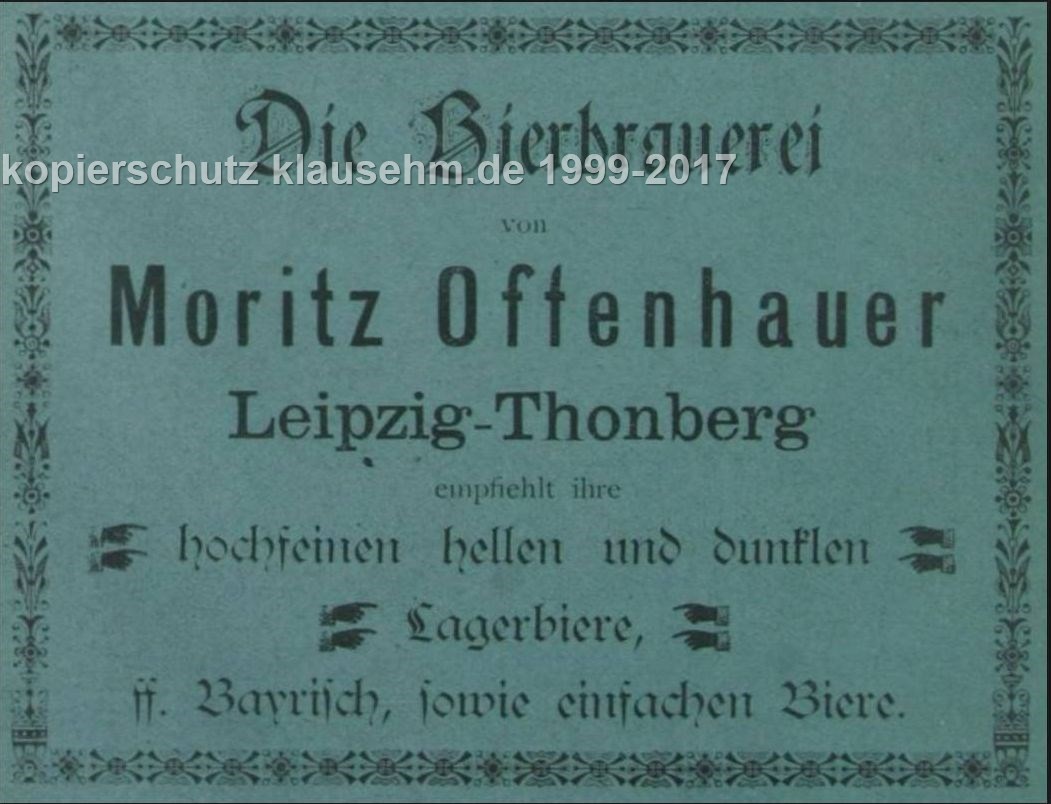 Die Bierbrauerei
kopierschutz klausehm.de 1999-2017
von
Moritz Offenhauer
Leipzig-Thonberg
empfiehlt ihre
hochfeinen hellen und dunklen
Lagerbiere,
ff. Bayrisch, sowie einfachen Biere.